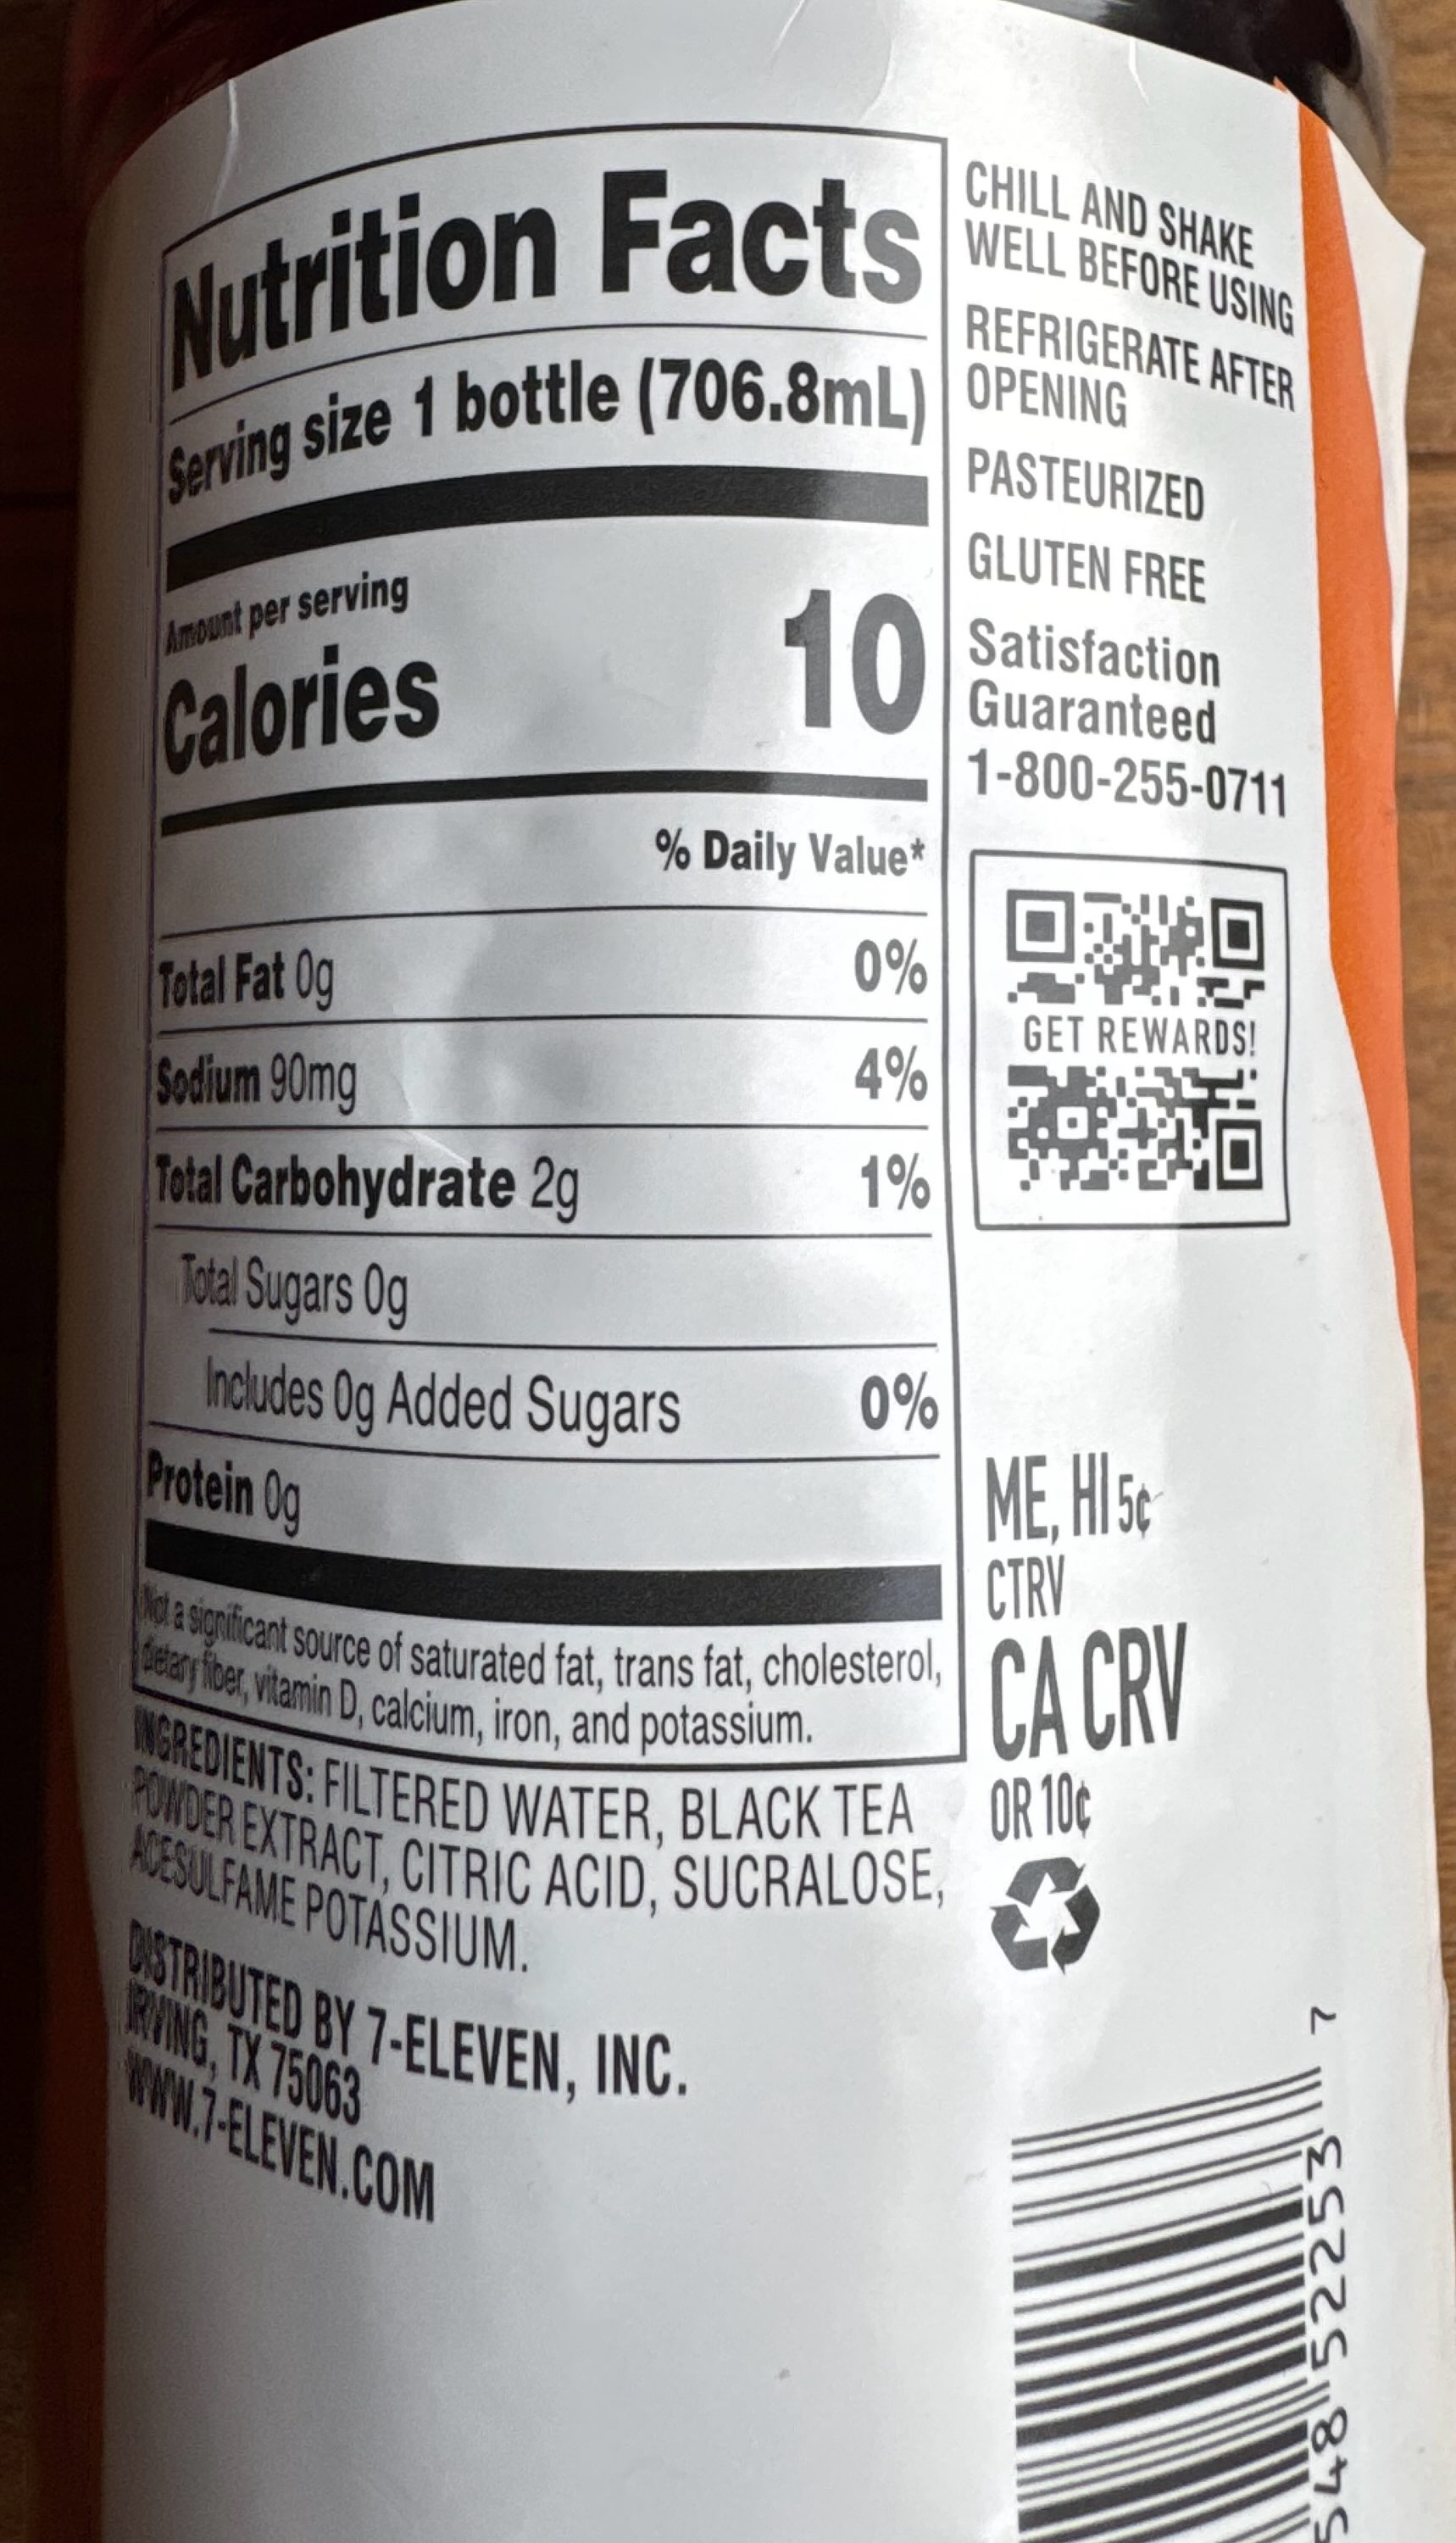 Nutrition Facts
Serving size 1 bottle (706.8mL)
Amount per serving
Calories 10
% Daily Value*
Total Fat 0g 0%
Sodium 90mg 4%
Total Carbohydrate 2g 1%
Total Sugars 0g
Includes 0g Added Sugars 0%
Protein 0g
Not a significant source of saturated fat, trans fat, cholesterol,
dietary fiber, vitamin D, calcium, iron, and potassium.
INGREDIENTS: FILTERED WATER, BLACK TEA
POWDER EXTRACT, CITRIC ACID, SUCRALOSE,
ACESULFAME POTASSIUM.
DISTRIBUTED BY 7-ELEVEN, INC.
IRVING, TX 75063
WWW.7-ELEVEN.COM
CHILL AND SHAKE
WELL BEFORE USING
REFRIGERATE AFTER
OPENING
PASTEURIZED
GLUTEN FREE
Satisfaction
Guaranteed
1-800-255-0711
GET REWARDS!
ME, HI 5¢
CTRV
CA CRV
OR 10¢
548 52253 7